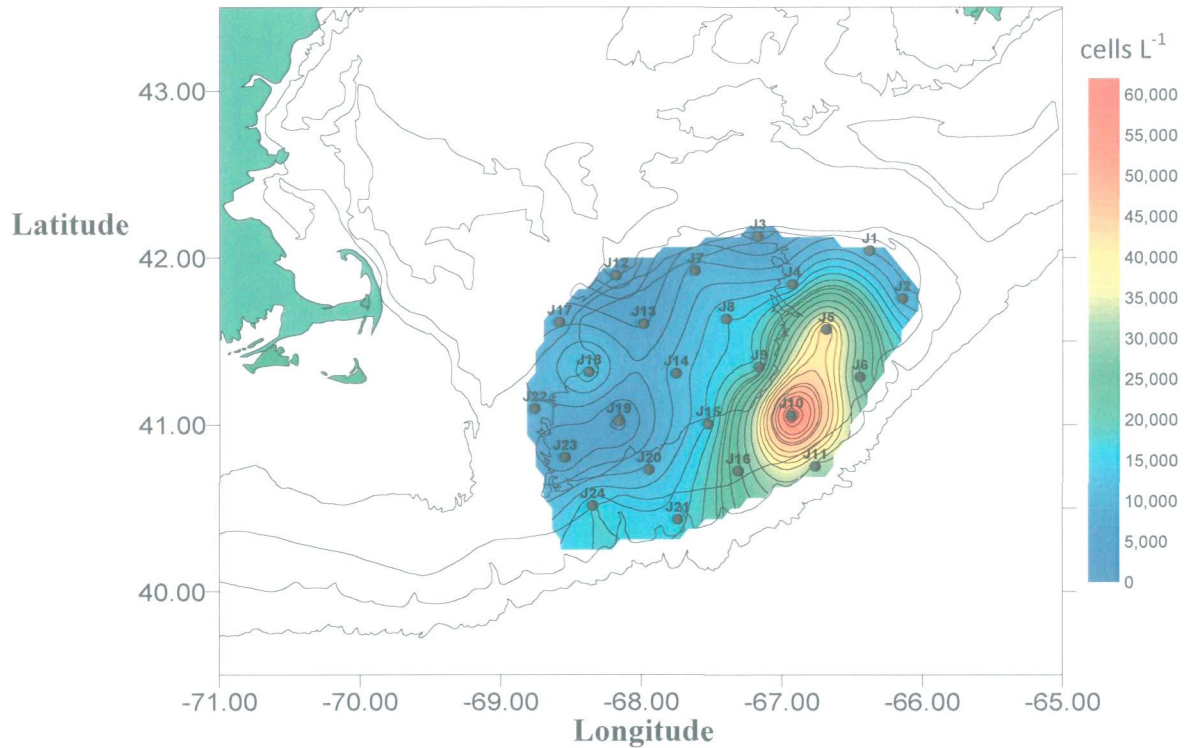 cells L-1
43.00
60,000
55,000
50,000
45,000
Latitude
J3
J1
40,000
42.00
J12
J7
J4
J2
35,000
J17
J13
J8
J5
30,000
J18
J14
J9
J6
25,000
J22
J19
J10
41.00
J15
20,000
J23
J20
J16
J11
15,000
J24
J21
10,000
5,000
40.00
0
-71.00 -70.00 -69.00 -68.00 -67.00 -66.00 -65.00
Longitude